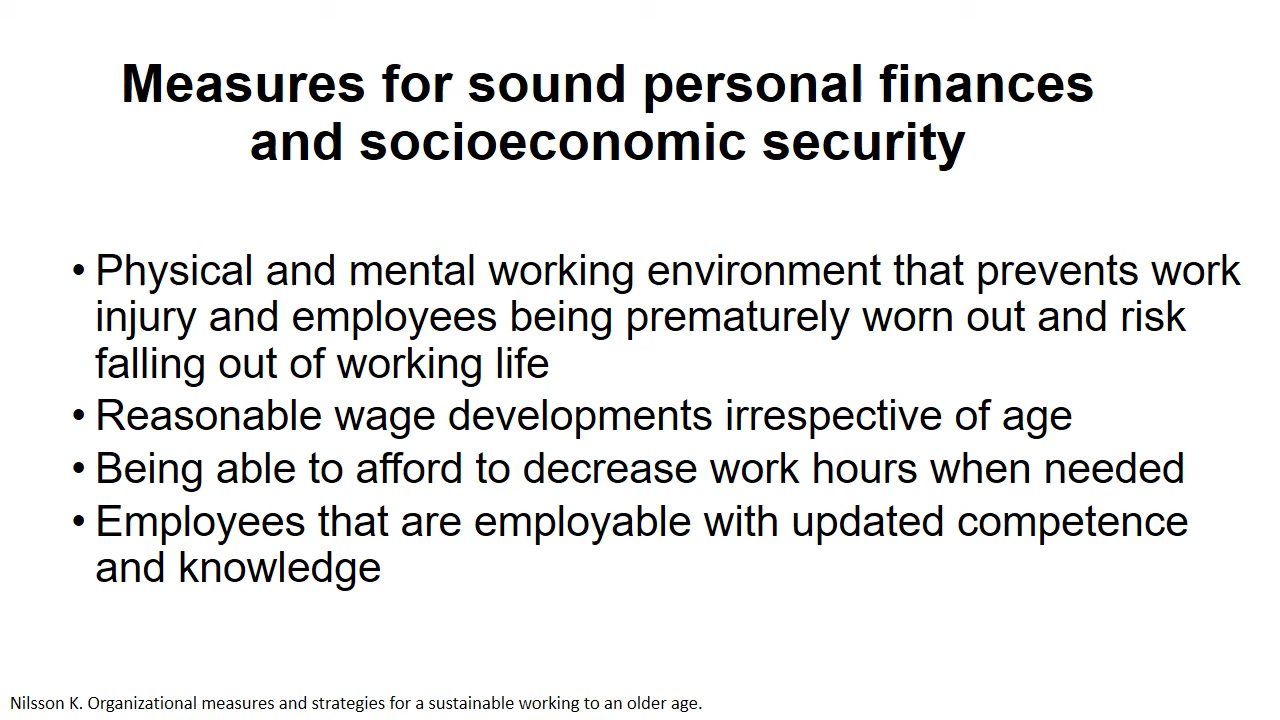 Measures for sound personal finances
and socioeconomic security
• Physical and mental working environment that prevents work
injury and employees being prematurely worn out and risk
falling out of working life
• Reasonable wage developments irrespective of age
• Being able to afford to decrease work hours when needed
• Employees that are employable with updated competence
and knowledge
Nilsson K. Organizational measures and strategies for a sustainable working to an older age.